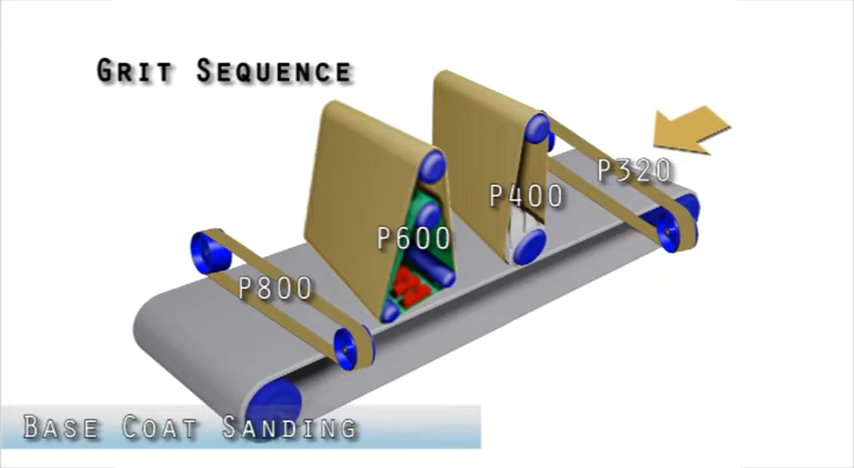 Grit Sequence
P320
P400
P600
P800
Base Coat Sanding